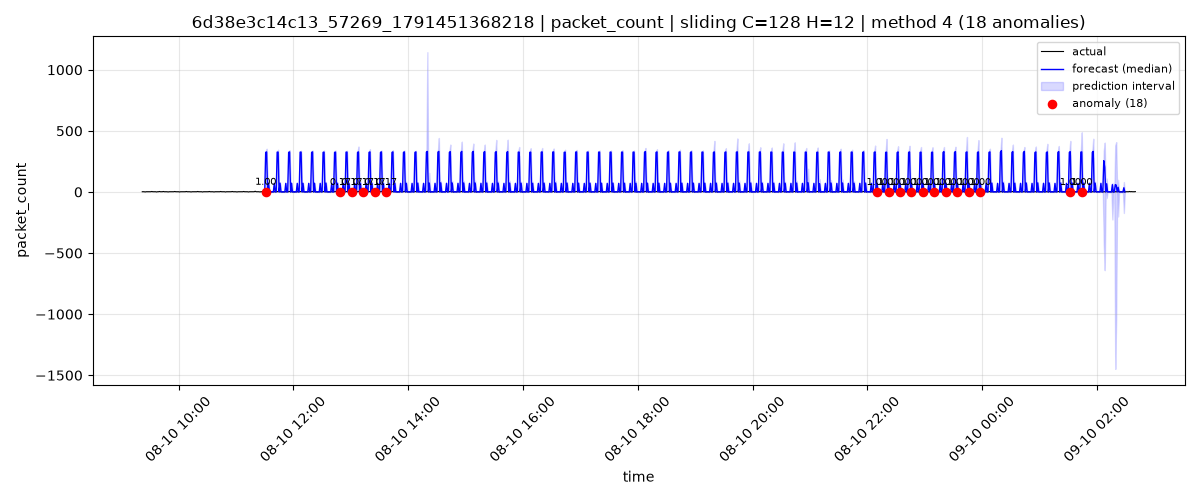 6d38e3c14c13_57269_1791451368218 | packet_count | sliding C=128 H=12 | method 4 (18 anomalies)
actual
forecast (median)
prediction interval
anomaly (18)
packet_count
1000
500
0
−500
−1000
−1500
1.00
08-10 10:00
08-10 12:00
08-10 14:00
08-10 16:00
08-10 18:00
08-10 20:00
08-10 22:00
09-10 00:00
09-10 02:00
time